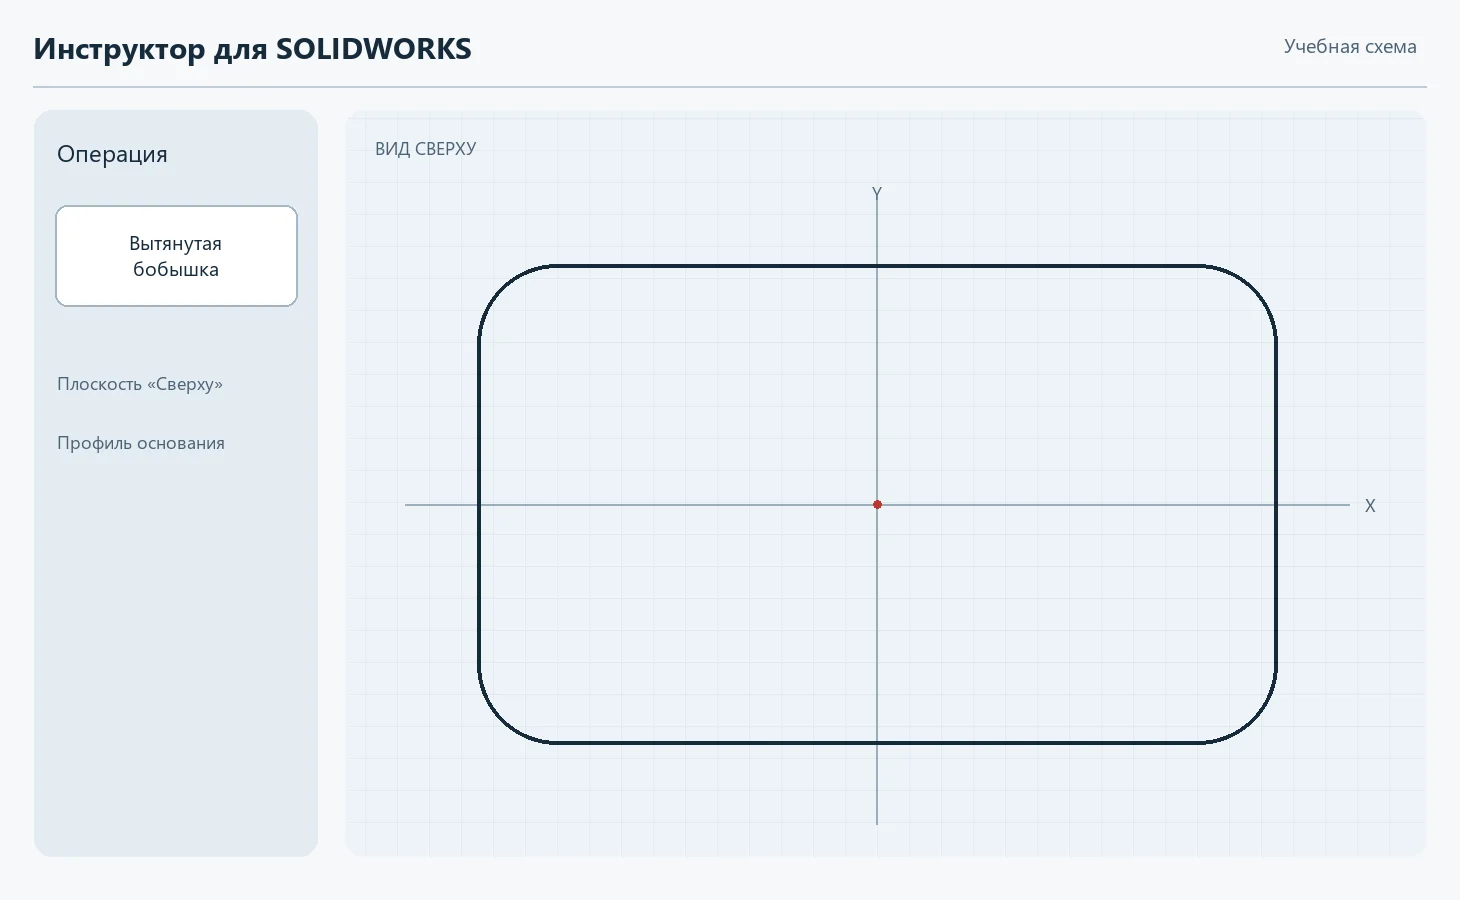 Инструктор для SOLIDWORKS
Учебная схема
Операция
Вытянутая
бобышка
Плоскость «Сверху»
Профиль основания
ВИД СВЕРХУ
Y
X